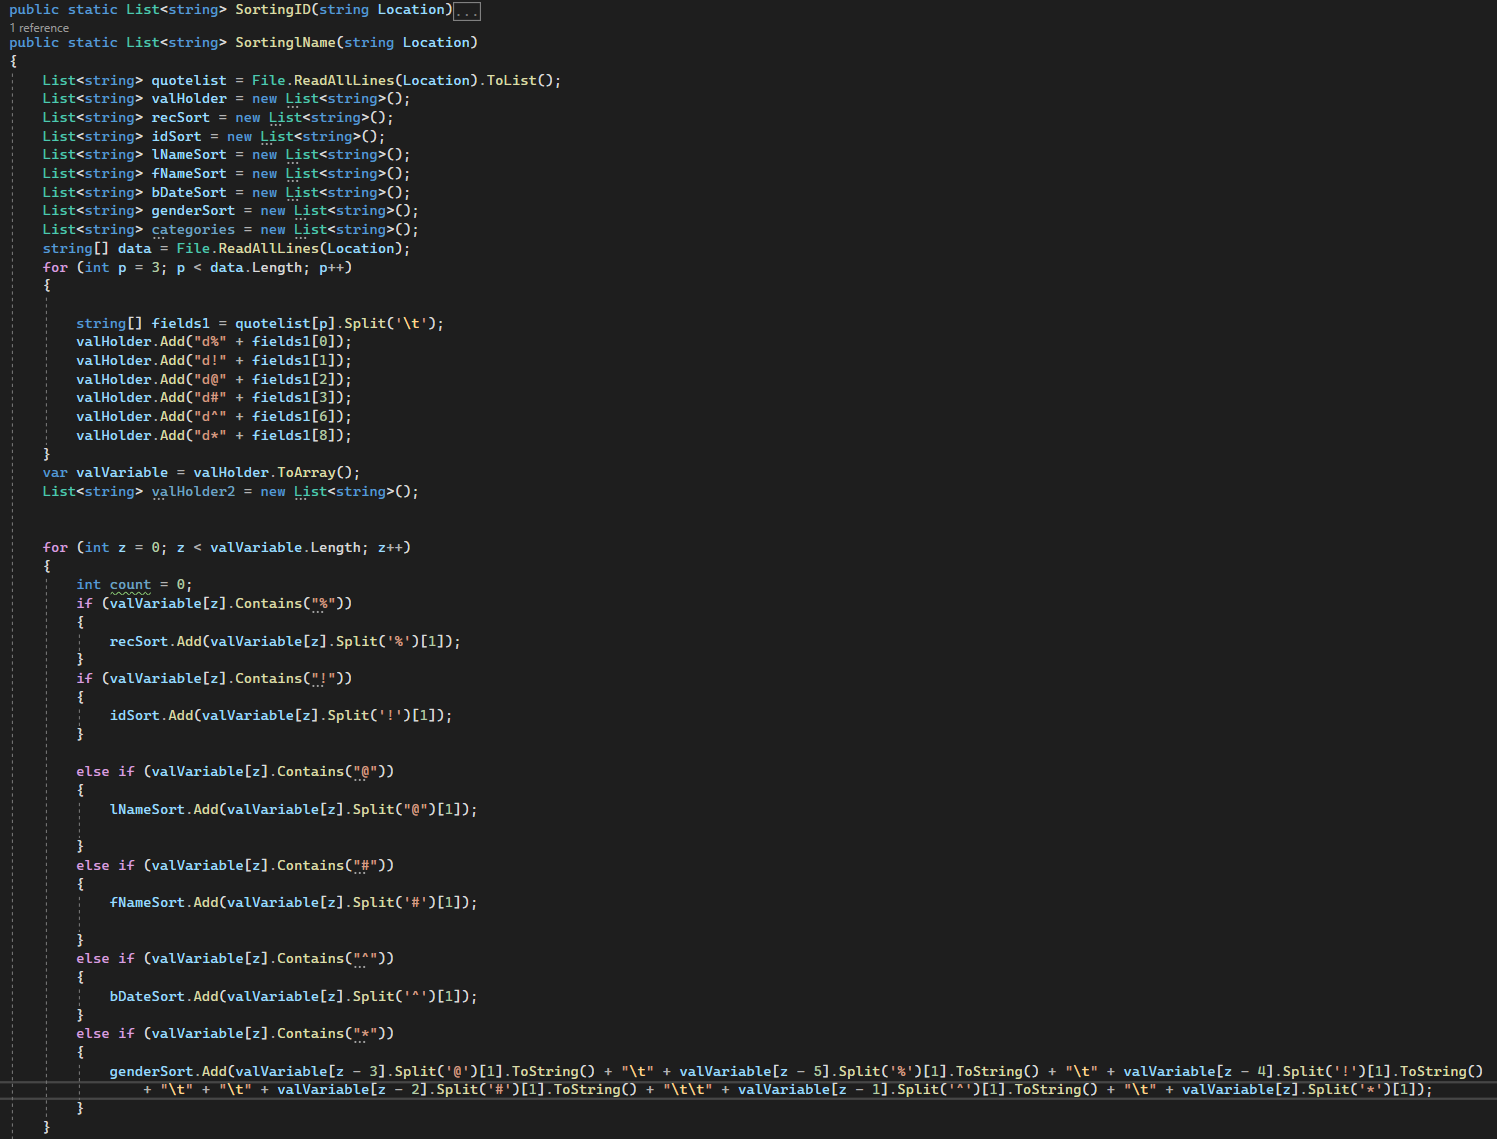 public static List<string> SortingID(string Location)...
1 reference
public static List<string> SortinglName(string Location)
{
List<string> quotelist = File.ReadAllLines(Location).ToList();
List<string> valHolder = new List<string>();
List<string> recSort = new List<string>();
List<string> idSort = new List<string>();
List<string> lNameSort = new List<string>();
List<string> fNameSort = new List<string>();
List<string> bDateSort = new List<string>();
List<string> genderSort = new List<string>();
List<string> categories = new List<string>();
string[] data = File.ReadAllLines(Location);
for (int p = 3; p < data.Length; p++)
{
string[] fields1 = quotelist[p].Split('\t');
valHolder.Add("d%" + fields1[0]);
valHolder.Add("d!" + fields1[1]);
valHolder.Add("d@" + fields1[2]);
valHolder.Add("d#" + fields1[3]);
valHolder.Add("d^" + fields1[6]);
valHolder.Add("d*" + fields1[8]);
}
var valVariable = valHolder.ToArray();
List<string> valHolder2 = new List<string>();
for (int z = 0; z < valVariable.Length; z++)
{
int count = 0;
if (valVariable[z].Contains("%"))
{
recSort.Add(valVariable[z].Split('%')[1]);
}
if (valVariable[z].Contains("!"))
{
idSort.Add(valVariable[z].Split('!')[1]);
}
else if (valVariable[z].Contains("@"))
{
lNameSort.Add(valVariable[z].Split("@")[1]);
}
else if (valVariable[z].Contains("#"))
{
fNameSort.Add(valVariable[z].Split('#')[1]);
}
else if (valVariable[z].Contains("^"))
{
bDateSort.Add(valVariable[z].Split('^')[1]);
}
else if (valVariable[z].Contains("*"))
{
genderSort.Add(valVariable[z - 3].Split('@')[1].ToString() + "\t" + valVariable[z - 5].Split('%')[1].ToString() + "\t" + valVariable[z - 4].Split('!')[1].ToString()
+ "\t" + "\t" + valVariable[z - 2].Split('#')[1].ToString() + "\t\t" + valVariable[z - 1].Split('^')[1].ToString() + "\t" + valVariable[z].Split('*')[1]);
}
}